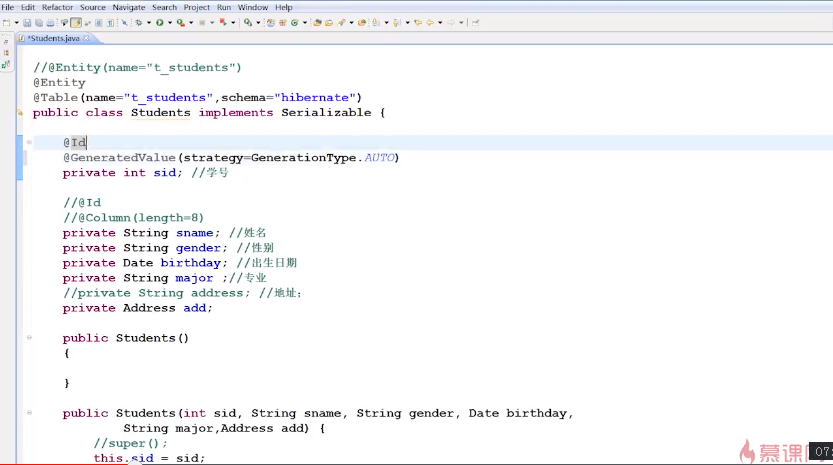 File Edit Refactor Source Navigate Search Project Run Window Help
*Students.java
//@Entity(name="t_students")
@Entity
@Table(name="t_students",schema="hibernate")
public class Students implements Serializable {
@Id
@GeneratedValue(strategy=GenerationType.AUTO)
private int sid; //学号
//@Id
//@Column(length=8)
private String sname; //姓名
private String gender; //性别
private Date birthday; //出生日期
private String major ;//专业
//private String address; //地址;
private Address add;
public Students()
{
}
public Students(int sid, String sname, String gender, Date birthday,
String major,Address add) {
//super();
this.sid = sid;
慕课网
07: